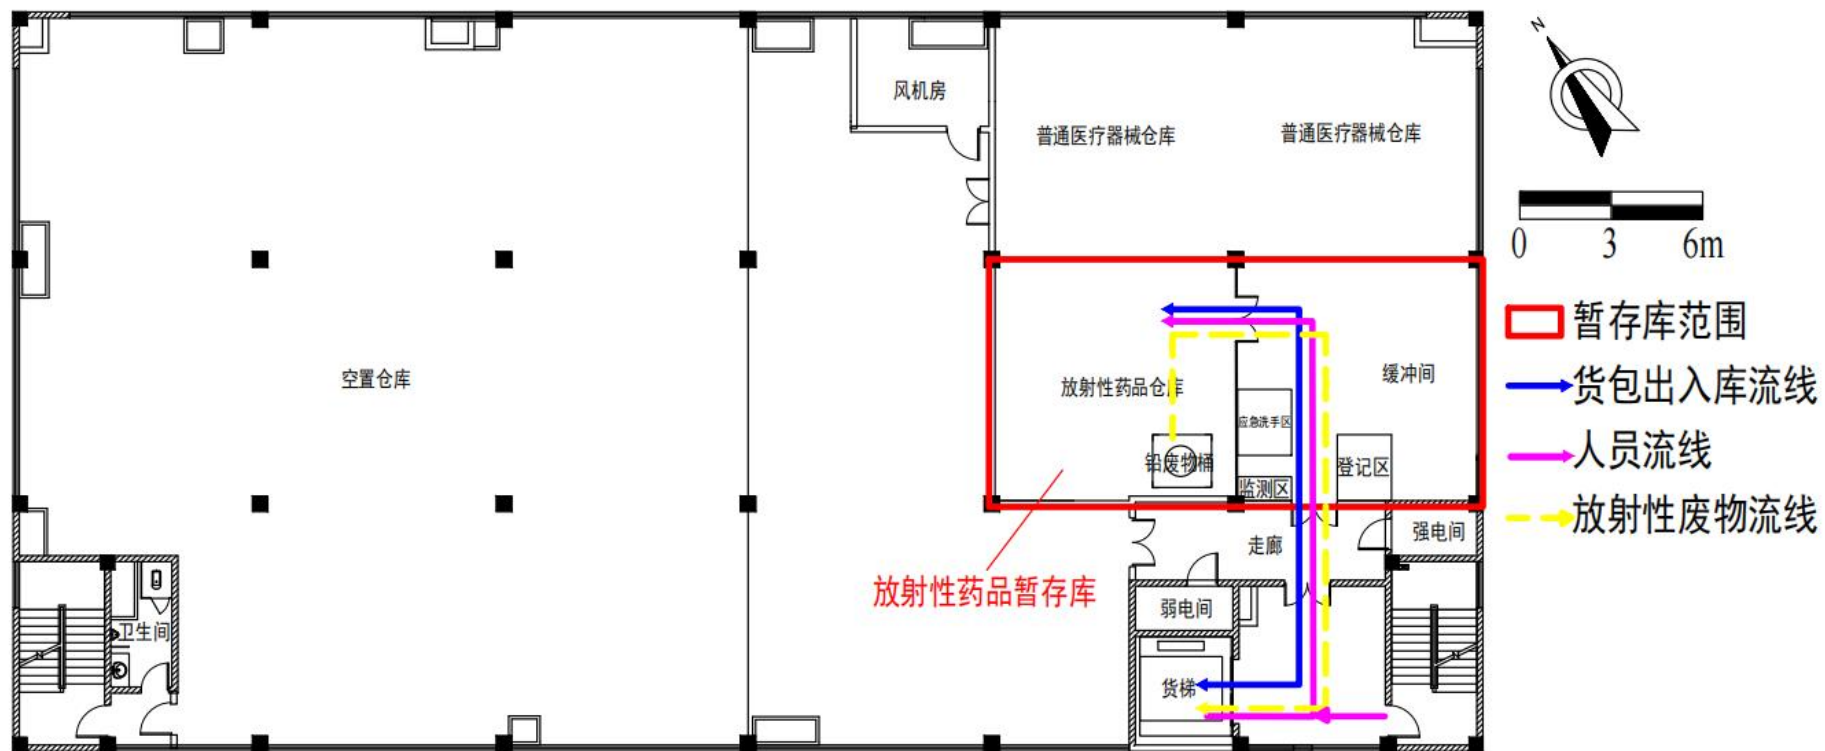 风机房
普通医疗器械仓库
普通医疗器械仓库
N
0 3 6m
暂存库范围
货包出入库流线
人员流线
放射性废物流线
空置仓库
放射性药品仓库
缓冲间
应急洗手区
铅废物桶
登记区
监测区
走廊
强电间
放射性药品暂存库
弱电间
卫生间
货梯
N
N